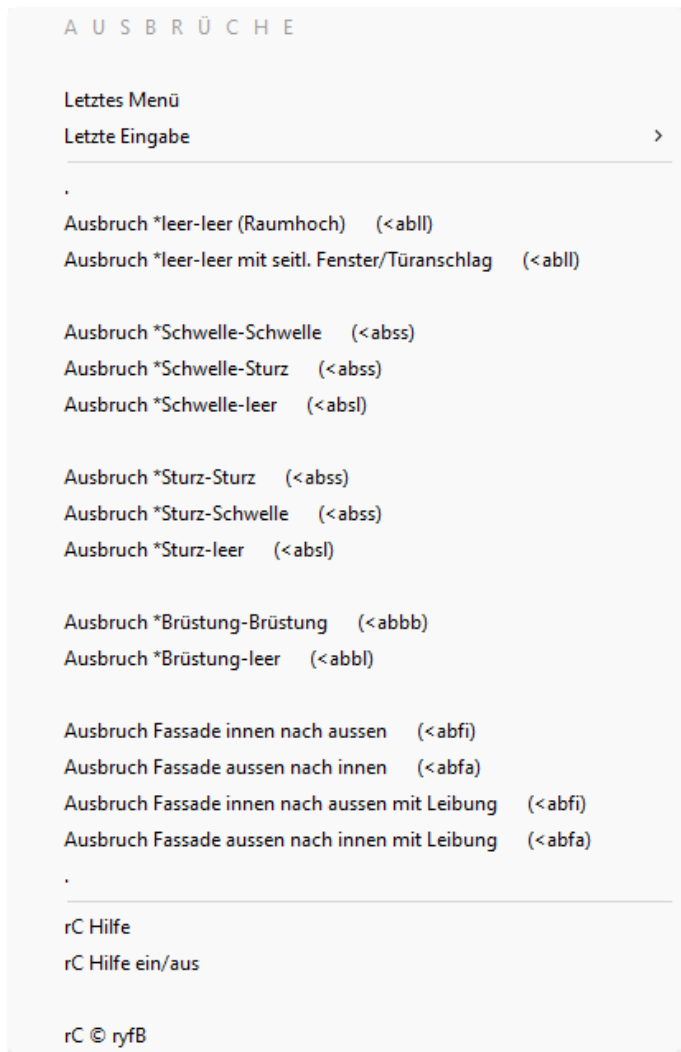 A U S B R Ü C H E
Letztes Menü
Letzte Eingabe >
.
Ausbruch *leer-leer (Raumhoch) (<abll)
Ausbruch *leer-leer mit seitl. Fenster/Türanschlag (<abll)
Ausbruch *Schwelle-Schwelle (<abss)
Ausbruch *Schwelle-Sturz (<abss)
Ausbruch *Schwelle-leer (<absl)
Ausbruch *Sturz-Sturz (<abss)
Ausbruch *Sturz-Schwelle (<abss)
Ausbruch *Sturz-leer (<absl)
Ausbruch *Brüstung-Brüstung (<abbb)
Ausbruch *Brüstung-leer (<abbl)
Ausbruch Fassade innen nach aussen (<abfi)
Ausbruch Fassade aussen nach innen (<abfa)
Ausbruch Fassade innen nach aussen mit Leibung (<abfi)
Ausbruch Fassade aussen nach innen mit Leibung (<abfa)
.
rC Hilfe
rC Hilfe ein/aus
rC © ryfB